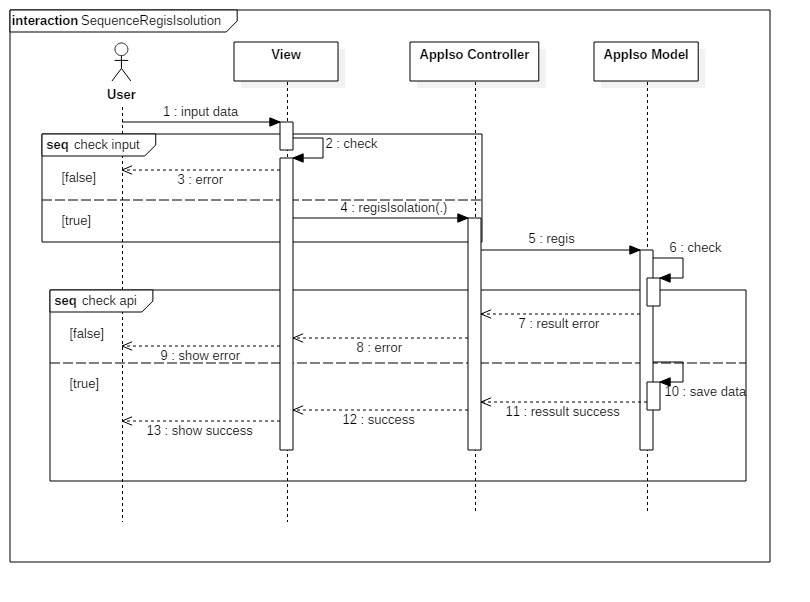 interaction SequenceRegisIsolution
View
AppIso Controller
AppIso Model
User
1 : input data
seq check input
2 : check
[false]
3 : error
4 : regisIsolation(.)
[true]
5 : regis
6 : check
seq check api
7 : result error
[false]
8 : error
9 : show error
[true]
10 : save data
11 : ressult success
12 : success
13 : show success